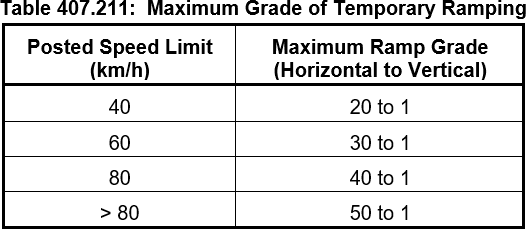 Table 407.211: Maximum Grade of Temporary Ramping
Posted Speed Limit (km/h) Maximum Ramp Grade (Horizontal to Vertical)
40 20 to 1
60 30 to 1
80 40 to 1
> 80 50 to 1